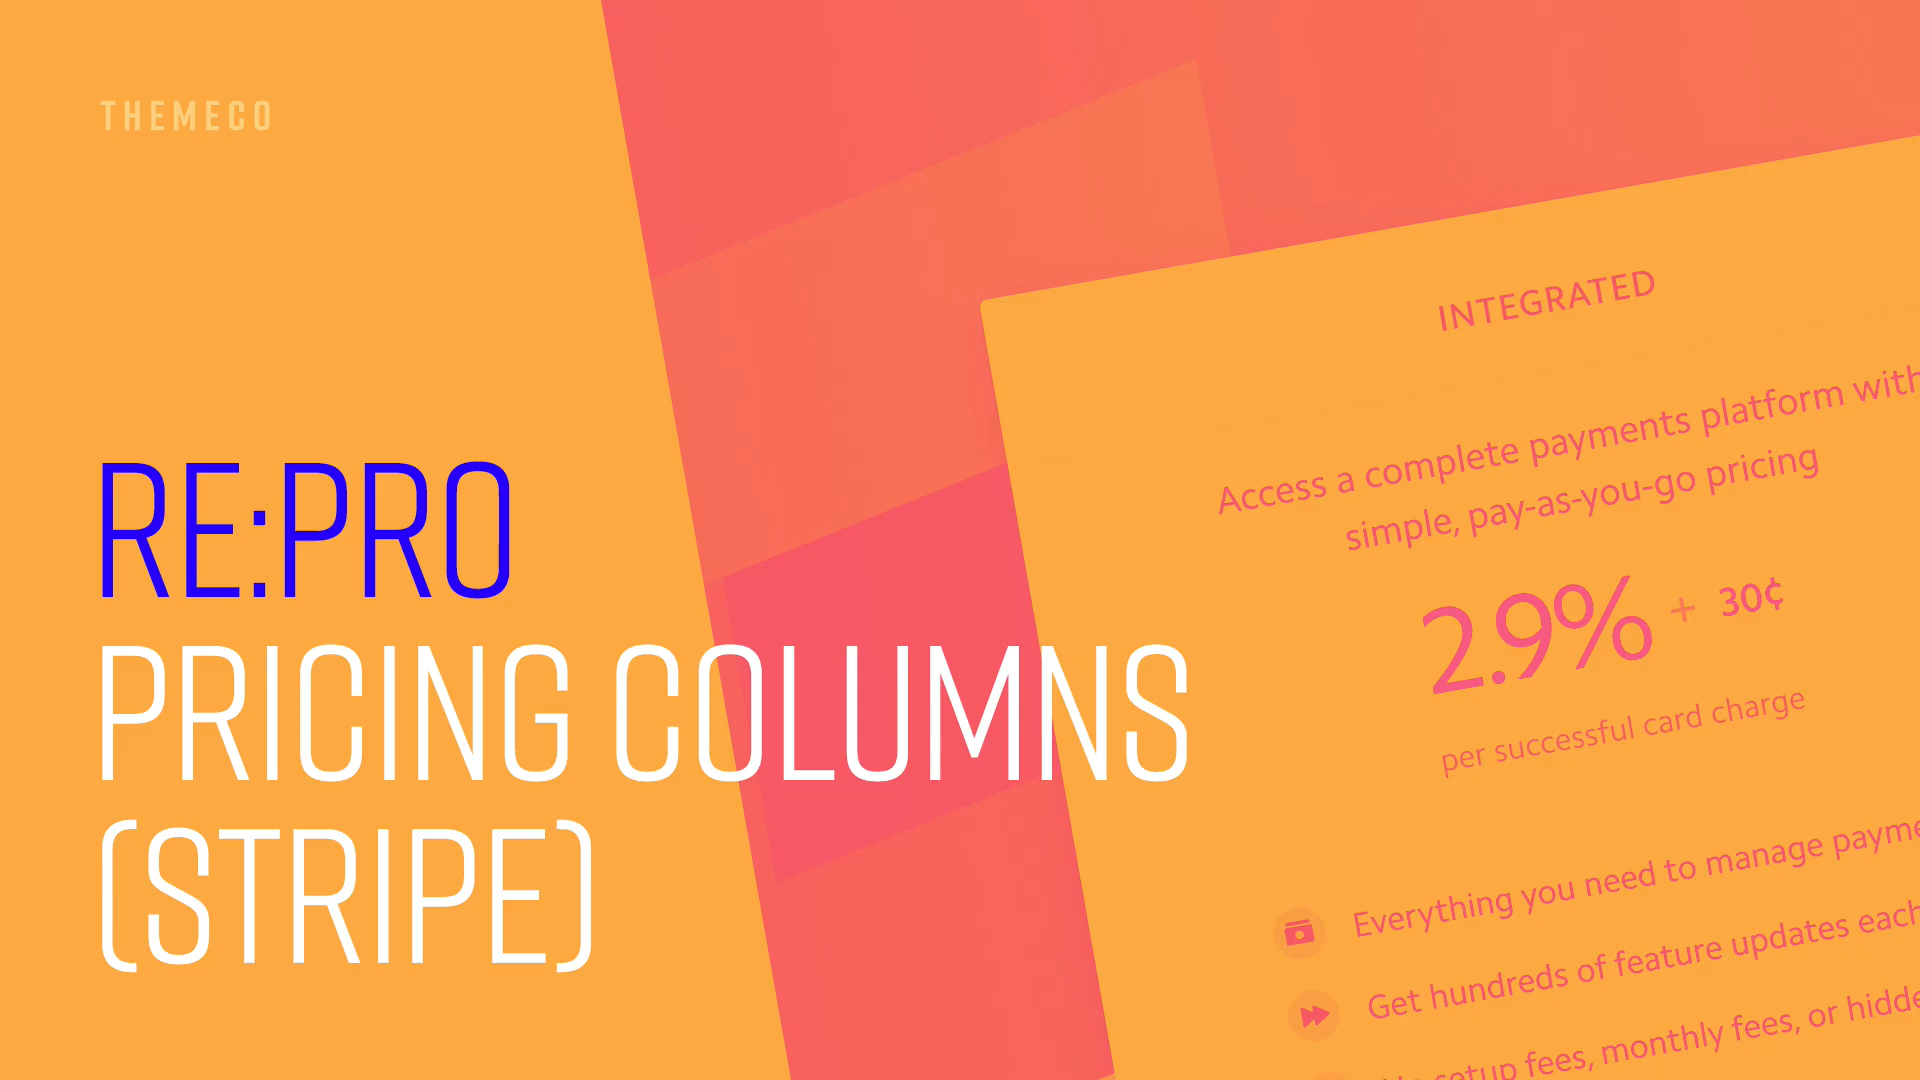 THEMECO
RE:PRO
PRICING COLUMNS
(STRIPE)
INTEGRATED
Access a complete payments platform with
simple, pay-as-you-go pricing
2.9% + 30¢
per successful card charge
Everything you need to manage
Get hundreds of feature updates each
setup fees, monthly fees, or